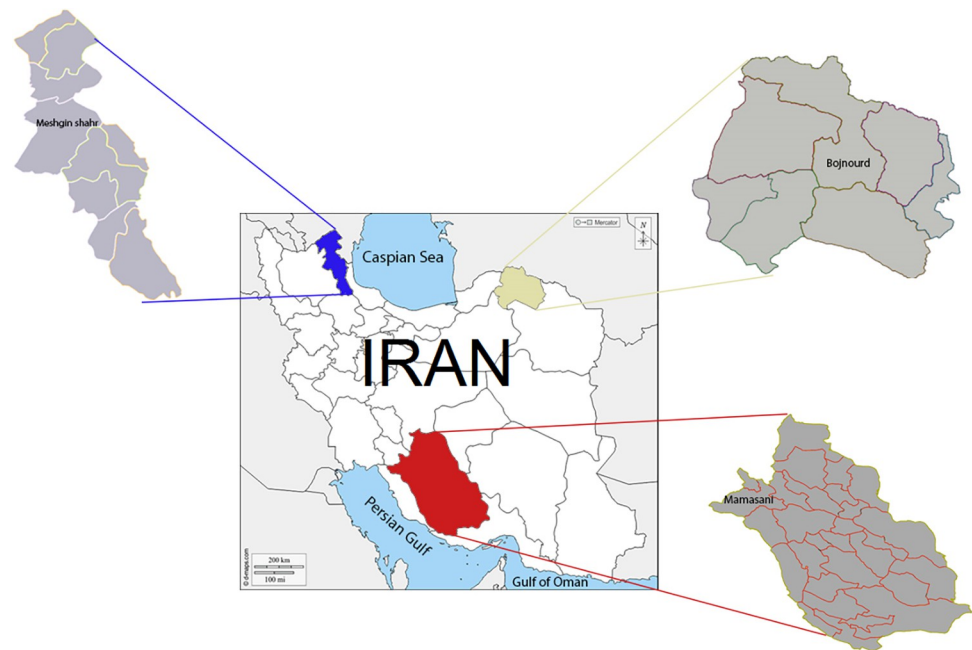 Meshgin shahr
Bojnourd
Mercator
N
Caspian Sea
IRAN
Mamasani
Persian Gulf
200 km
100 mi
Gulf of Oman
© d-maps.com